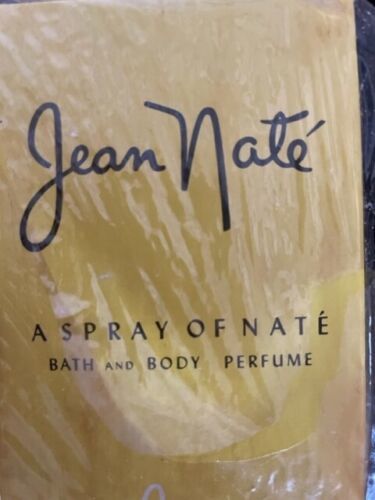 Jean Naté
A SPRAY OF NATÉ
BATH AND BODY PERFUME